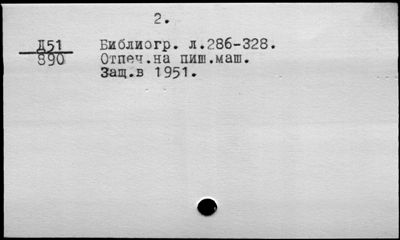 2.
Д51 Библиогр. л.286-328.
890 Отпеч.на пиш.маш.
Защ.в 1951.